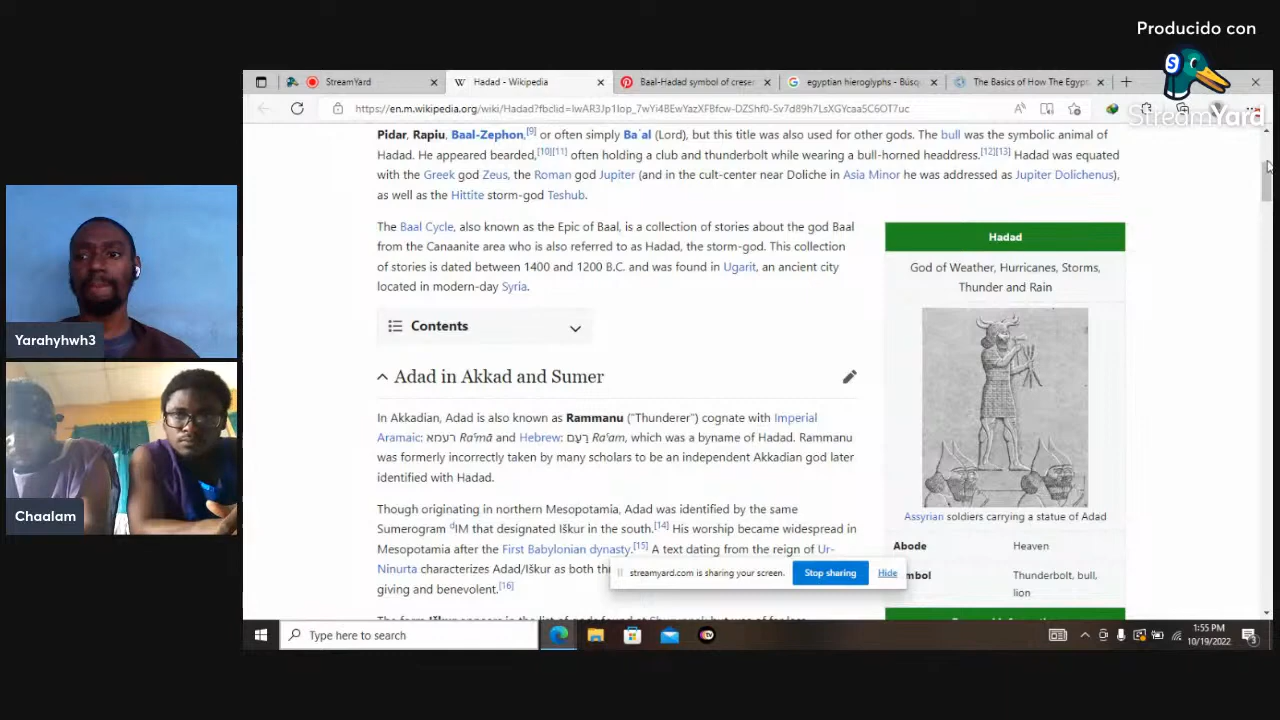 Producido con
StreamYard
StreamYard
Hadad - Wikipedia
Baal-Hadad symbol of cresce
egyptian hieroglyphs - Búsqu
The Basics of How The Egypt
Pidar, Rapiu, Baal-Zephon,[9] or often simply Baʿal (Lord), but this title was also used for other gods. The bull was the symbolic animal of
Hadad. He appeared bearded,[10][11] often holding a club and thunderbolt while wearing a bull-horned headdress.[12][13] Hadad was equated
with the Greek god Zeus, the Roman god Jupiter (and in the cult-center near Doliche in Asia Minor he was addressed as Jupiter Dolichenus),
as well as the Hittite storm-god Teshub.
The Baal Cycle, also known as the Epic of Baal, is a collection of stories about the god Baal
from the Canaanite area who is also referred to as Hadad, the storm-god. This collection
of stories is dated between 1400 and 1200 B.C. and was found in Ugarit, an ancient city
located in modern-day Syria.
Hadad
God of Weather, Hurricanes, Storms,
Thunder and Rain
Assyrian soldiers carrying a statue of Adad
Abode Heaven
Thunderbolt, bull,
lion
Contents
Adad in Akkad and Sumer
In Akkadian, Adad is also known as Rammanu ("Thunderer") cognate with Imperial
Aramaic: רעמא Raʿmā and Hebrew: רַעַם Raʿam, which was a byname of Hadad. Rammanu
was formerly incorrectly taken by many scholars to be an independent Akkadian god later
identified with Hadad.
Though originating in northern Mesopotamia, Adad was identified by the same
Sumerogram dIM that designated Iškur in the south.[14] His worship became widespread in
Mesopotamia after the First Babylonian dynasty.[15] A text dating from the reign of Ur-
Ninurta characterizes Adad/Iškur as both
giving and benevolent.[16]
streamyard.com is sharing your screen.
Stop sharing
Hide
Yarahyhwh3
Chaalam
Type here to search
1:55 PM
10/19/2022